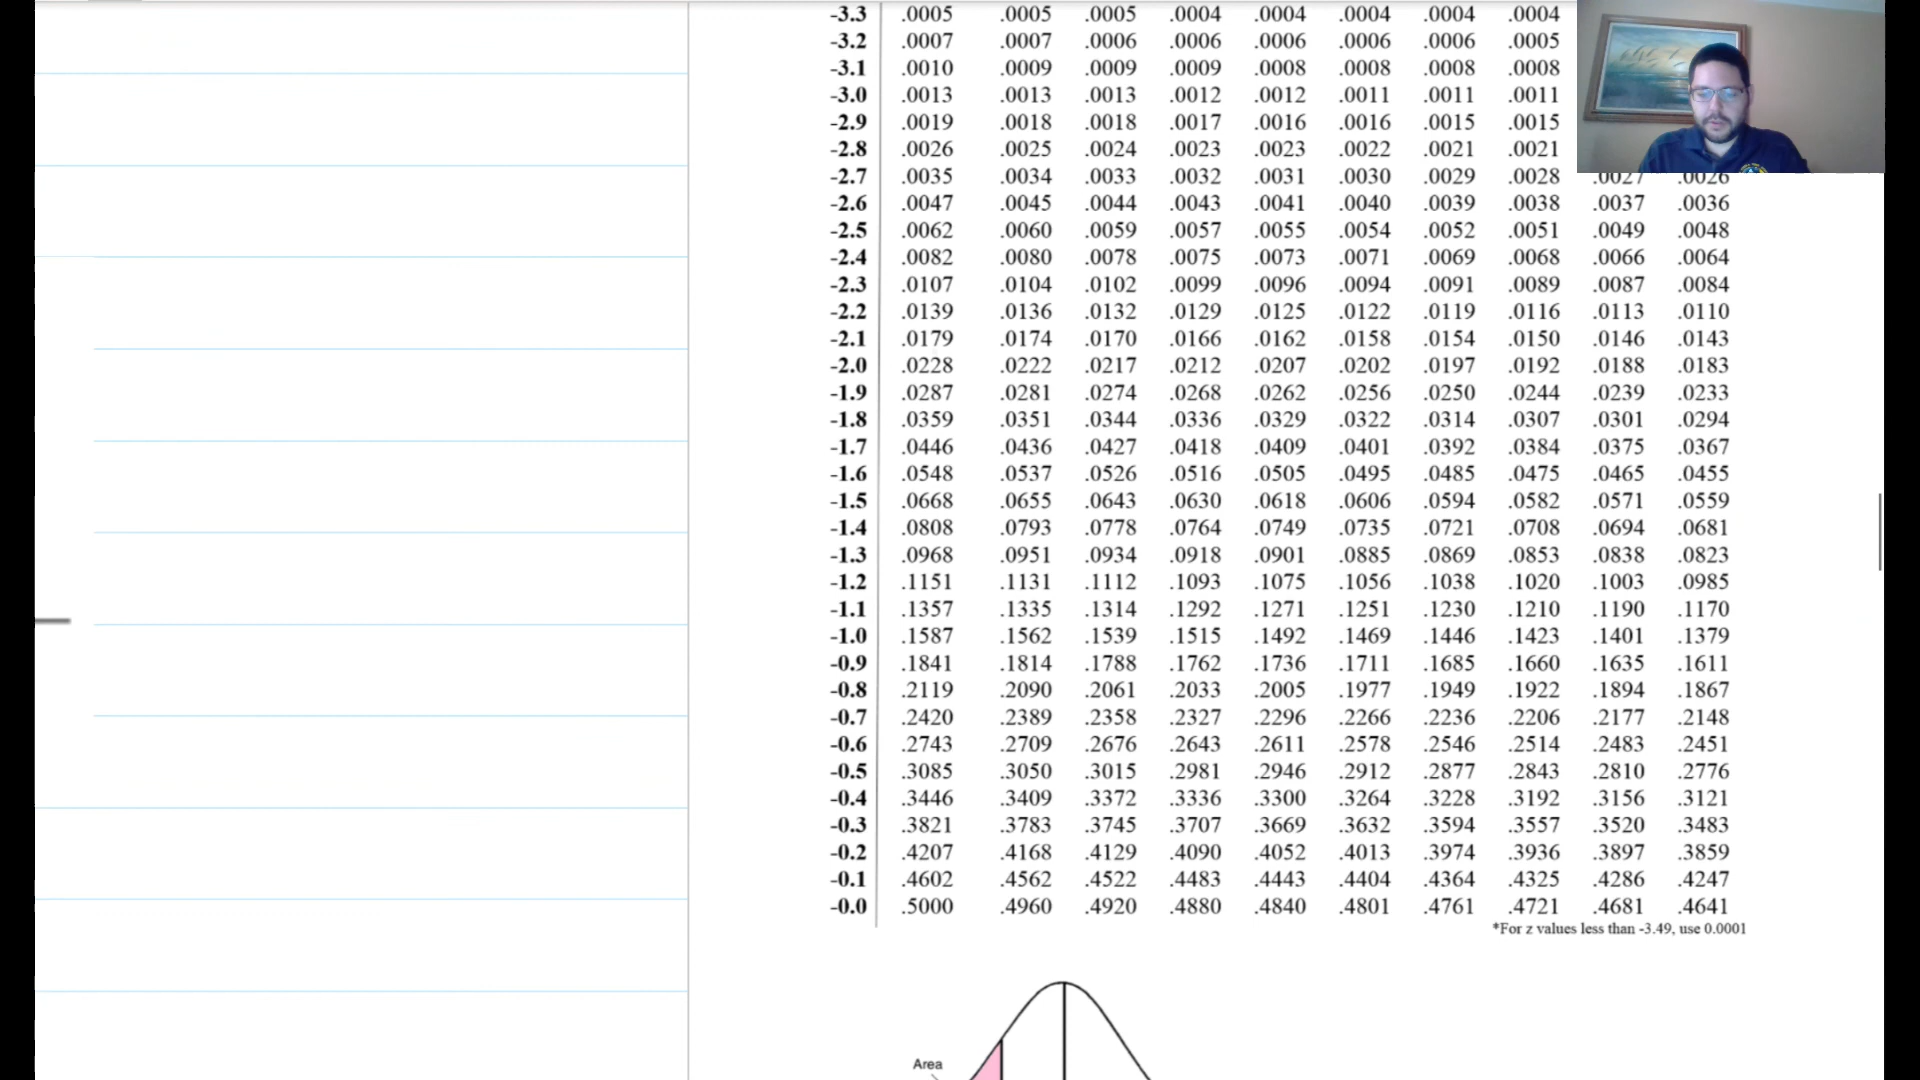 -3.3 .0005 .0005 .0005 .0004 .0004 .0004 .0004 .0004
-3.2 .0007 .0007 .0006 .0006 .0006 .0006 .0006 .0005
-3.1 .0010 .0009 .0009 .0009 .0008 .0008 .0008 .0008
-3.0 .0013 .0013 .0013 .0012 .0012 .0011 .0011 .0011
-2.9 .0019 .0018 .0018 .0017 .0016 .0016 .0015 .0015
-2.8 .0026 .0025 .0024 .0023 .0023 .0022 .0021 .0021
-2.7 .0035 .0034 .0033 .0032 .0031 .0030 .0029 .0028 .0027 .0026
-2.6 .0047 .0045 .0044 .0043 .0041 .0040 .0039 .0038 .0037 .0036
-2.5 .0062 .0060 .0059 .0057 .0055 .0054 .0052 .0051 .0049 .0048
-2.4 .0082 .0080 .0078 .0075 .0073 .0071 .0069 .0068 .0066 .0064
-2.3 .0107 .0104 .0102 .0099 .0096 .0094 .0091 .0089 .0087 .0084
-2.2 .0139 .0136 .0132 .0129 .0125 .0122 .0119 .0116 .0113 .0110
-2.1 .0179 .0174 .0170 .0166 .0162 .0158 .0154 .0150 .0146 .0143
-2.0 .0228 .0222 .0217 .0212 .0207 .0202 .0197 .0192 .0188 .0183
-1.9 .0287 .0281 .0274 .0268 .0262 .0256 .0250 .0244 .0239 .0233
-1.8 .0359 .0351 .0344 .0336 .0329 .0322 .0314 .0307 .0301 .0294
-1.7 .0446 .0436 .0427 .0418 .0409 .0401 .0392 .0384 .0375 .0367
-1.6 .0548 .0537 .0526 .0516 .0505 .0495 .0485 .0475 .0465 .0455
-1.5 .0668 .0655 .0643 .0630 .0618 .0606 .0594 .0582 .0571 .0559
-1.4 .0808 .0793 .0778 .0764 .0749 .0735 .0721 .0708 .0694 .0681
-1.3 .0968 .0951 .0934 .0918 .0901 .0885 .0869 .0853 .0838 .0823
-1.2 .1151 .1131 .1112 .1093 .1075 .1056 .1038 .1020 .1003 .0985
-1.1 .1357 .1335 .1314 .1292 .1271 .1251 .1230 .1210 .1190 .1170
-1.0 .1587 .1562 .1539 .1515 .1492 .1469 .1446 .1423 .1401 .1379
-0.9 .1841 .1814 .1788 .1762 .1736 .1711 .1685 .1660 .1635 .1611
-0.8 .2119 .2090 .2061 .2033 .2005 .1977 .1949 .1922 .1894 .1867
-0.7 .2420 .2389 .2358 .2327 .2296 .2266 .2236 .2206 .2177 .2148
-0.6 .2743 .2709 .2676 .2643 .2611 .2578 .2546 .2514 .2483 .2451
-0.5 .3085 .3050 .3015 .2981 .2946 .2912 .2877 .2843 .2810 .2776
-0.4 .3446 .3409 .3372 .3336 .3300 .3264 .3228 .3192 .3156 .3121
-0.3 .3821 .3783 .3745 .3707 .3669 .3632 .3594 .3557 .3520 .3483
-0.2 .4207 .4168 .4129 .4090 .4052 .4013 .3974 .3936 .3897 .3859
-0.1 .4602 .4562 .4522 .4483 .4443 .4404 .4364 .4325 .4286 .4247
-0.0 .5000 .4960 .4920 .4880 .4840 .4801 .4761 .4721 .4681 .4641
*For z values less than -3.49, use 0.0001
Area